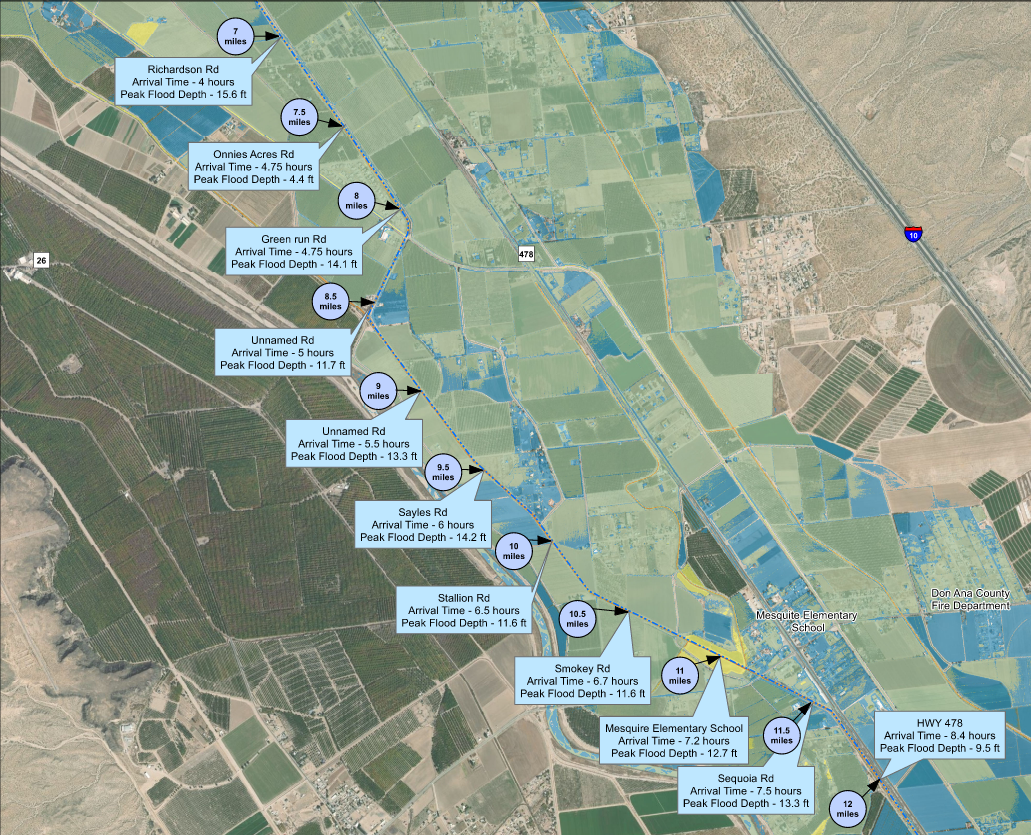 7
miles
Richardson Rd
Arrival Time - 4 hours
Peak Flood Depth - 15.6 ft
7.5
miles
Onnies Acres Rd
Arrival Time - 4.75 hours
Peak Flood Depth - 4.4 ft
8
miles
Green run Rd
Arrival Time - 4.75 hours
Peak Flood Depth - 14.1 ft
10
478
26
8.5
miles
Unnamed Rd
Arrival Time - 5 hours
Peak Flood Depth - 11.7 ft
9
miles
Unnamed Rd
Arrival Time - 5.5 hours
Peak Flood Depth - 13.3 ft
9.5
miles
Sayles Rd
Arrival Time - 6 hours
Peak Flood Depth - 14.2 ft
10
miles
Stallion Rd
Arrival Time - 6.5 hours
Peak Flood Depth - 11.6 ft
Don Ana County
Fire Department
Mesquite Elementary
School
10.5
miles
Smokey Rd
Arrival Time - 6.7 hours
Peak Flood Depth - 11.6 ft
11
miles
Mesquire Elementary School
Arrival Time - 7.2 hours
Peak Flood Depth - 12.7 ft
11.5
miles
Sequoia Rd
Arrival Time - 7.5 hours
Peak Flood Depth - 13.3 ft
HWY 478
Arrival Time - 8.4 hours
Peak Flood Depth - 9.5 ft
12
miles